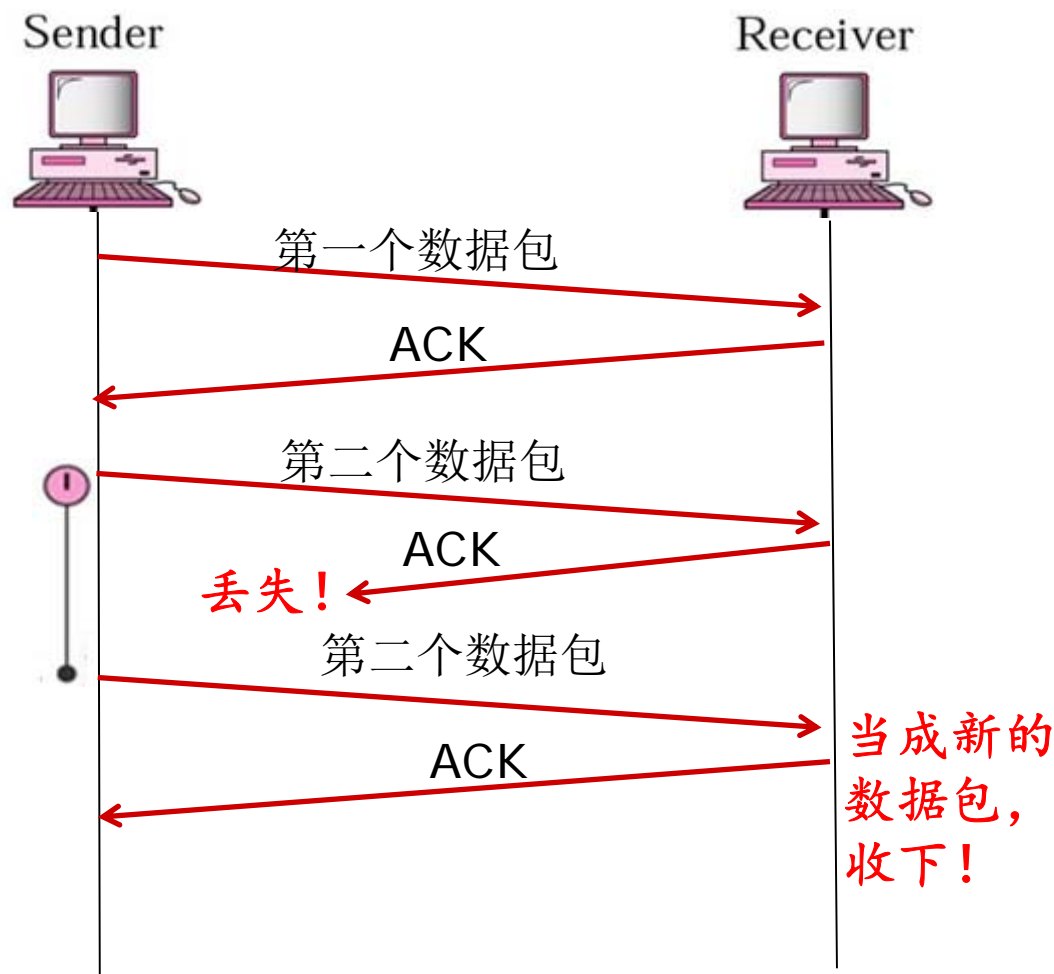 Sender
Receiver
第一个数据包
ACK
第二个数据包
ACK
丢失!
第二个数据包
ACK
当成新的
数据包,
收下!